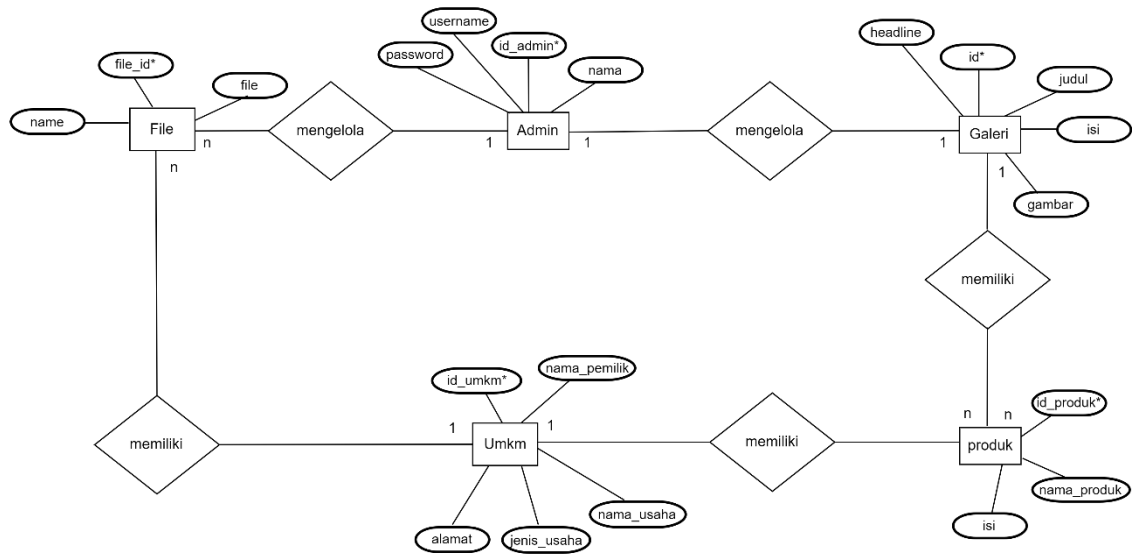 username
headline
password
id_admin*
id*
file_id*
nama
judul
file
name
File
mengelola
Admin
mengelola
Galeri
isi
n
1
1
1
n
1
gambar
memiliki
id_umkm*
nama_pemilik
id_produk*
n
n
1
1
memiliki
Umkm
memiliki
produk
nama_produk
nama_usaha
isi
alamat
jenis_usaha